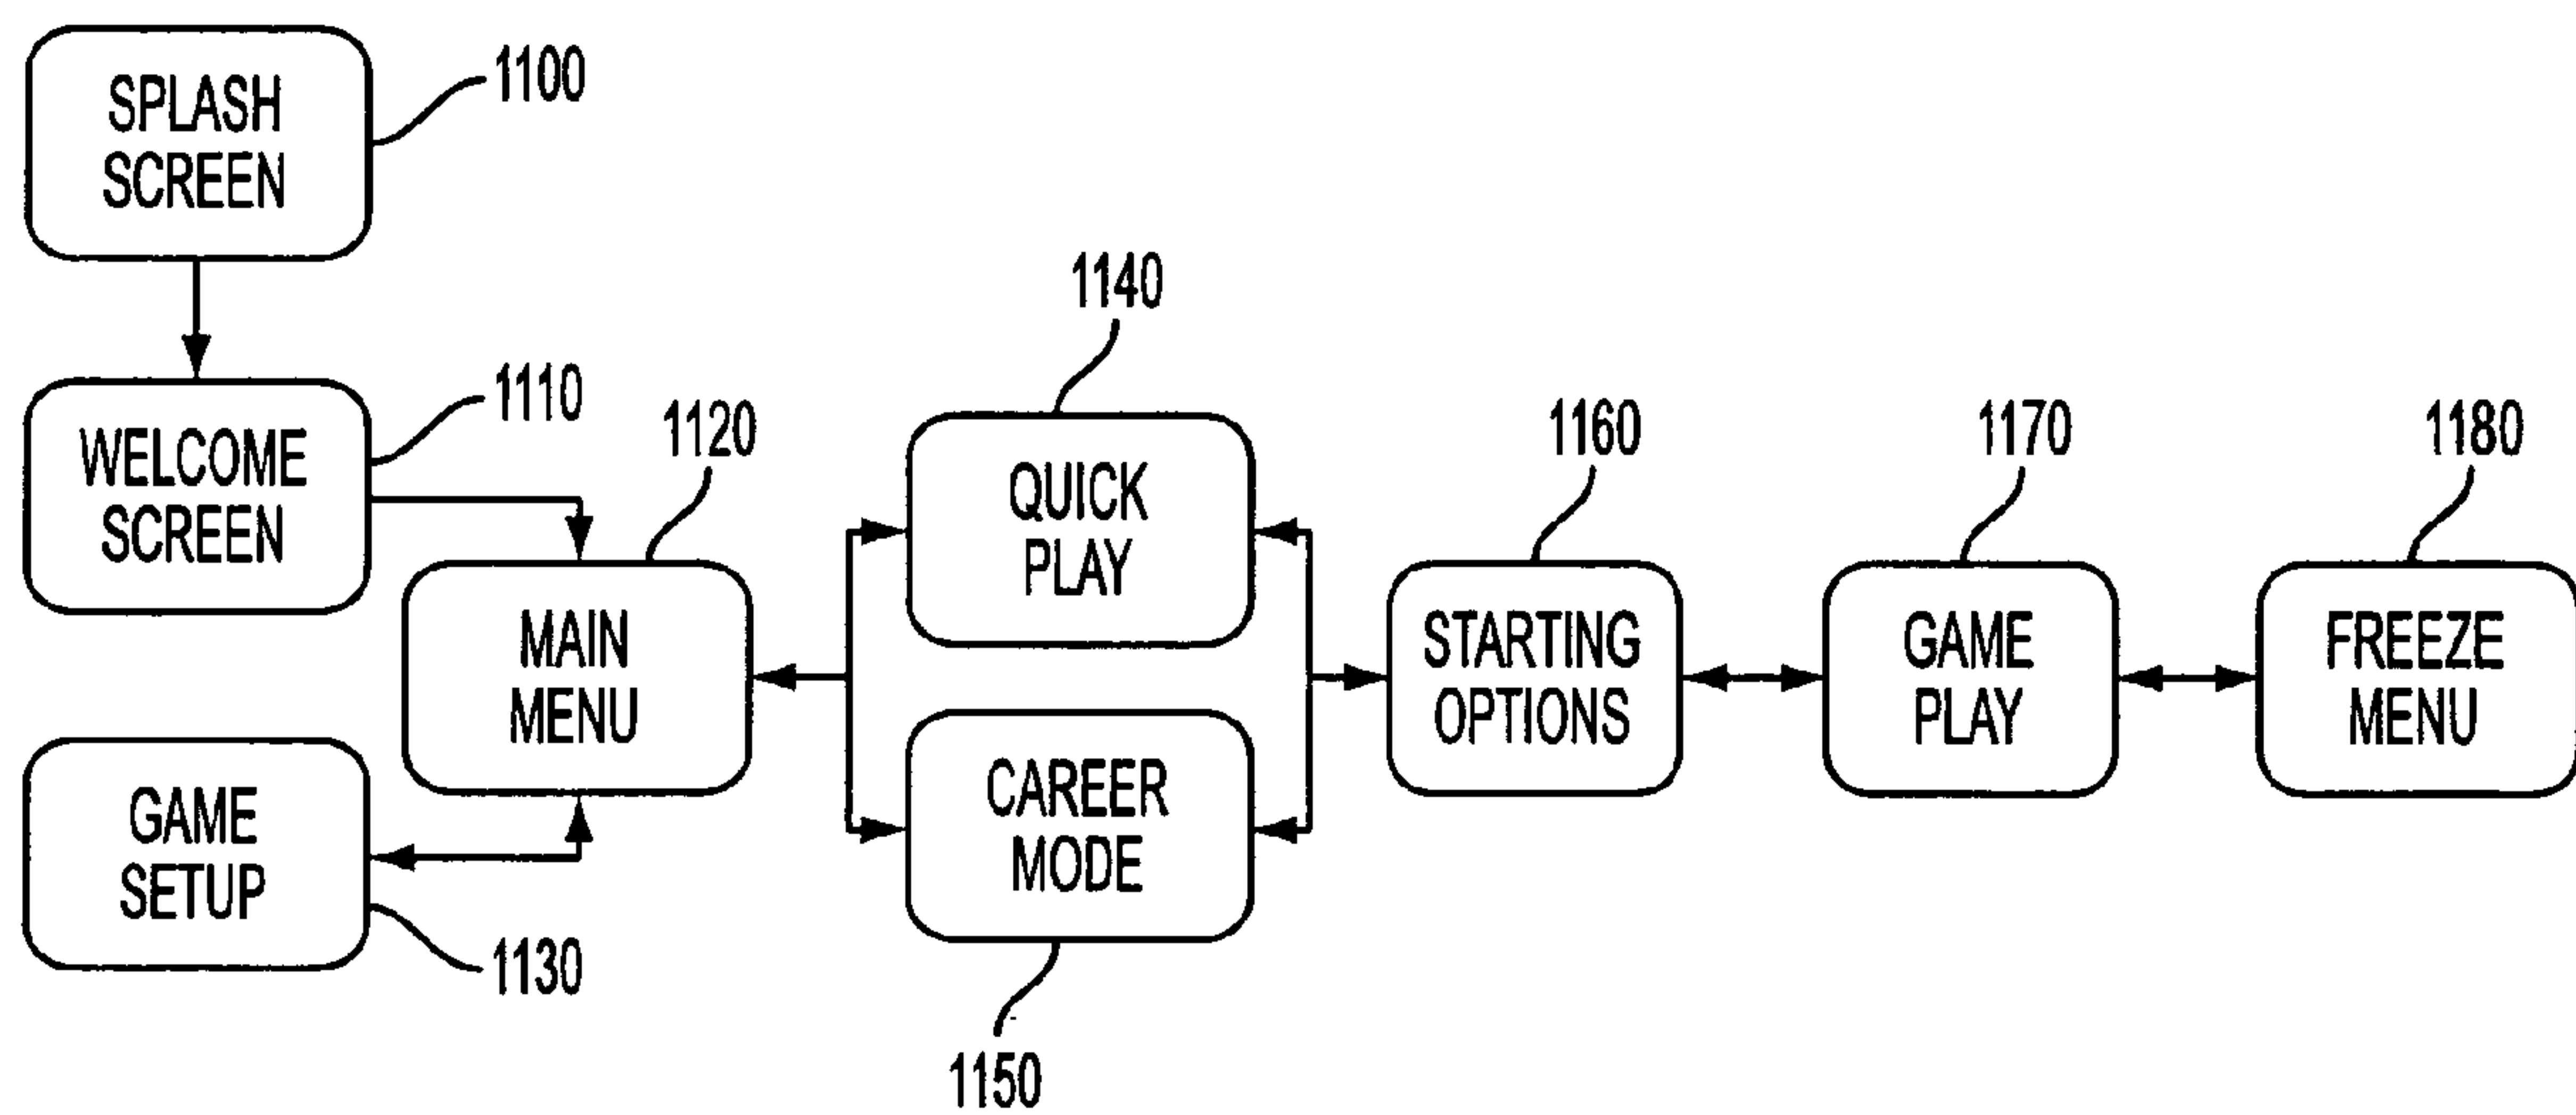 SPLASH
SCREEN
1100
WELCOME
SCREEN
1110
MAIN
MENU
1120
GAME
SETUP
1130
QUICK
PLAY
1140
CAREER
MODE
1150
STARTING
OPTIONS
1160
GAME
PLAY
1170
FREEZE
MENU
1180